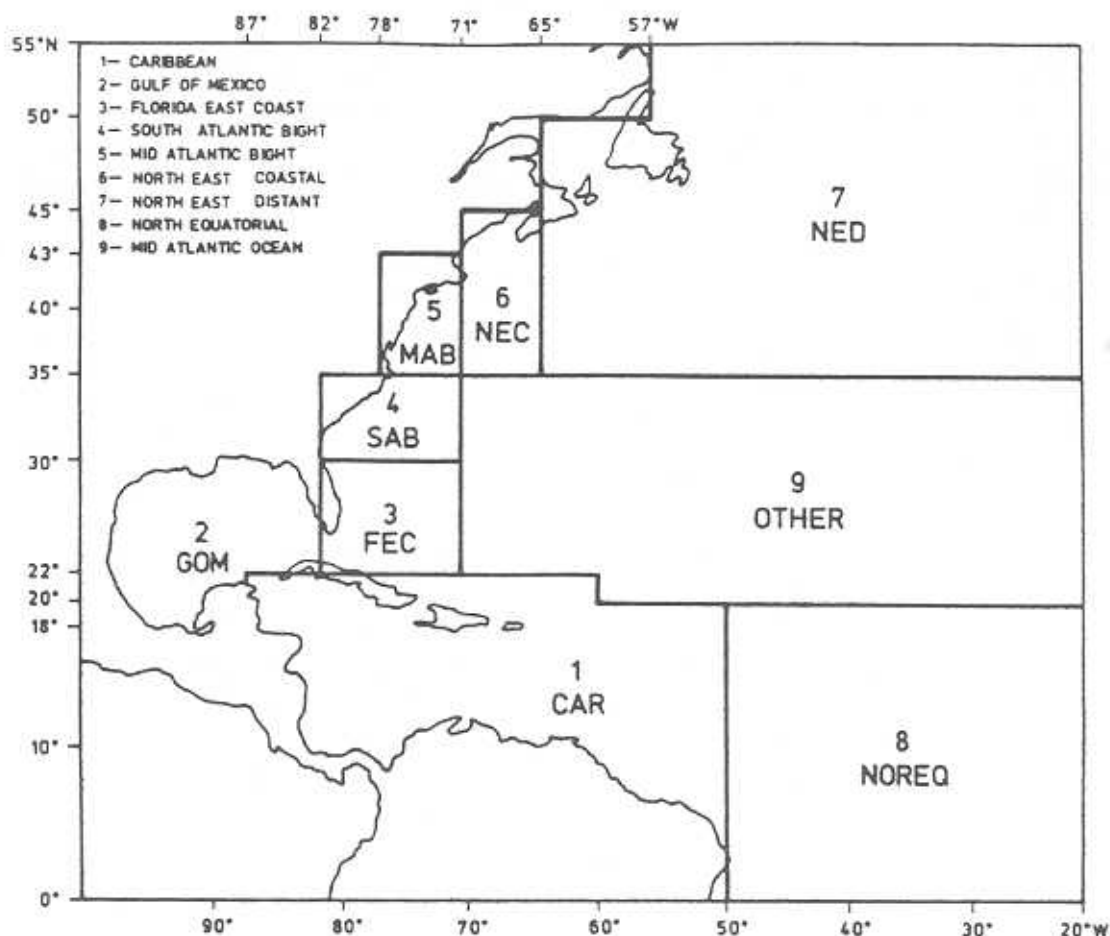 87° 82° 78° 71° 65° 57°W
55°N
1– CARIBBEAN
2– GULF OF MEXICO
3– FLORIDA EAST COAST
4– SOUTH ATLANTIC BIGHT
5– MID ATLANTIC BIGHT
6– NORTH EAST COASTAL
7– NORTH EAST DISTANT
8– NORTH EQUATORIAL
9– MID ATLANTIC OCEAN
50°
45°
43°
40°
35°
30°
22°
20°
18°
10°
0°
7
NED
6
NEC
5
MAB
4
SAB
9
OTHER
3
FEC
2
GOM
1
CAR
8
NOREQ
90° 80° 70° 60° 50° 40° 30° 20°W